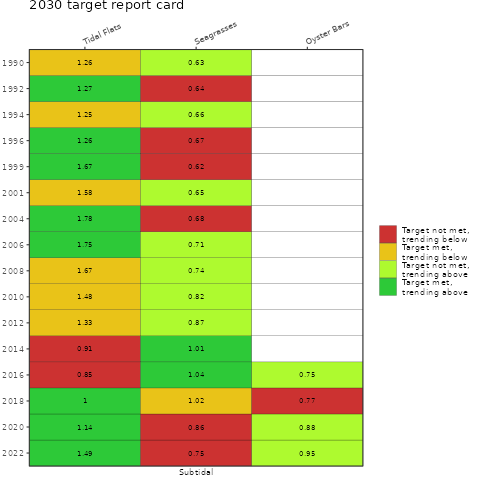 2030 target report card
Tidal Flats Seagrasses Oyster Bars
1990 1.26 0.63
1992 1.27 0.64
1994 1.25 0.66
1996 1.26 0.67
1999 1.67 0.62
2001 1.58 0.65
2004 1.78 0.68
2006 1.75 0.71
2008 1.67 0.74
2010 1.48 0.82
2012 1.33 0.87
2014 0.91 1.01
2016 0.85 1.04 0.75
2018 1 1.02 0.77
2020 1.14 0.86 0.88
2022 1.49 0.75 0.95
Subtidal
Target not met,
trending below
Target met,
trending below
Target not met,
trending above
Target met,
trending above